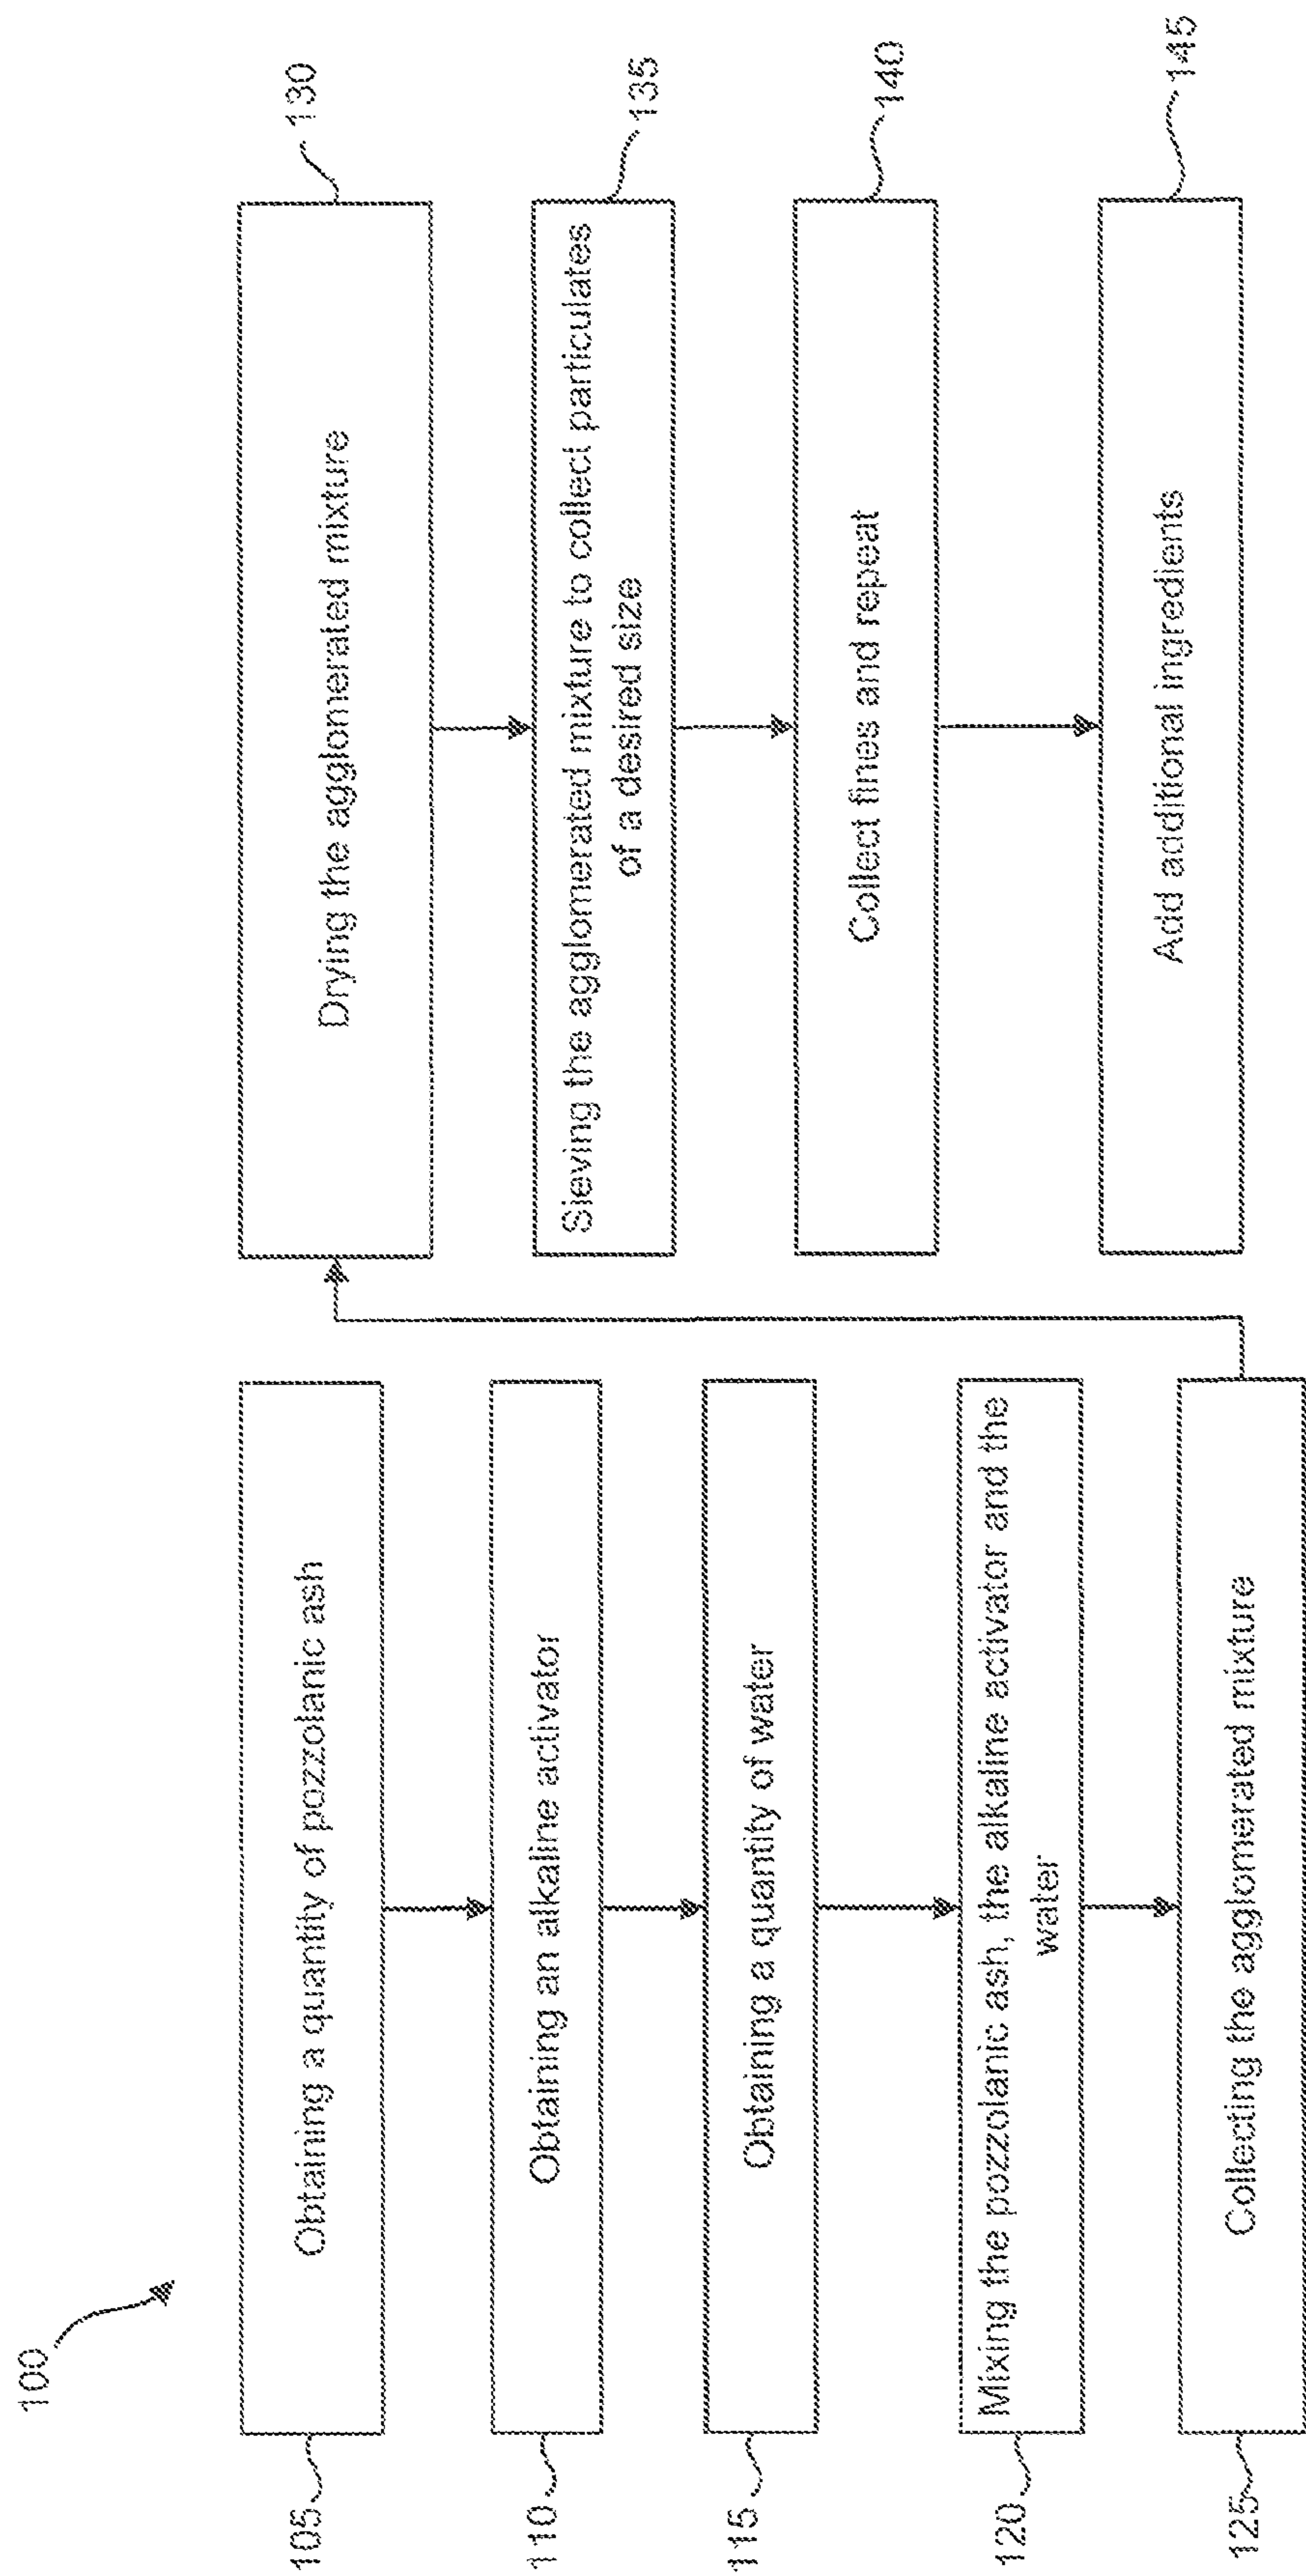 100
105
Obtaining a quantity of pozzolanic ash
110
Obtaining an alkaline activator
115
Obtaining a quantity of water
120
Mixing the pozzolanic ash, the alkaline activator and the
water
125
Collecting the agglomerated mixture
130
Drying the agglomerated mixture
135
Sieving the agglomerated mixture to collect particulates
of a desired size
140
Collect fines and repeat
145
Add additional ingredients